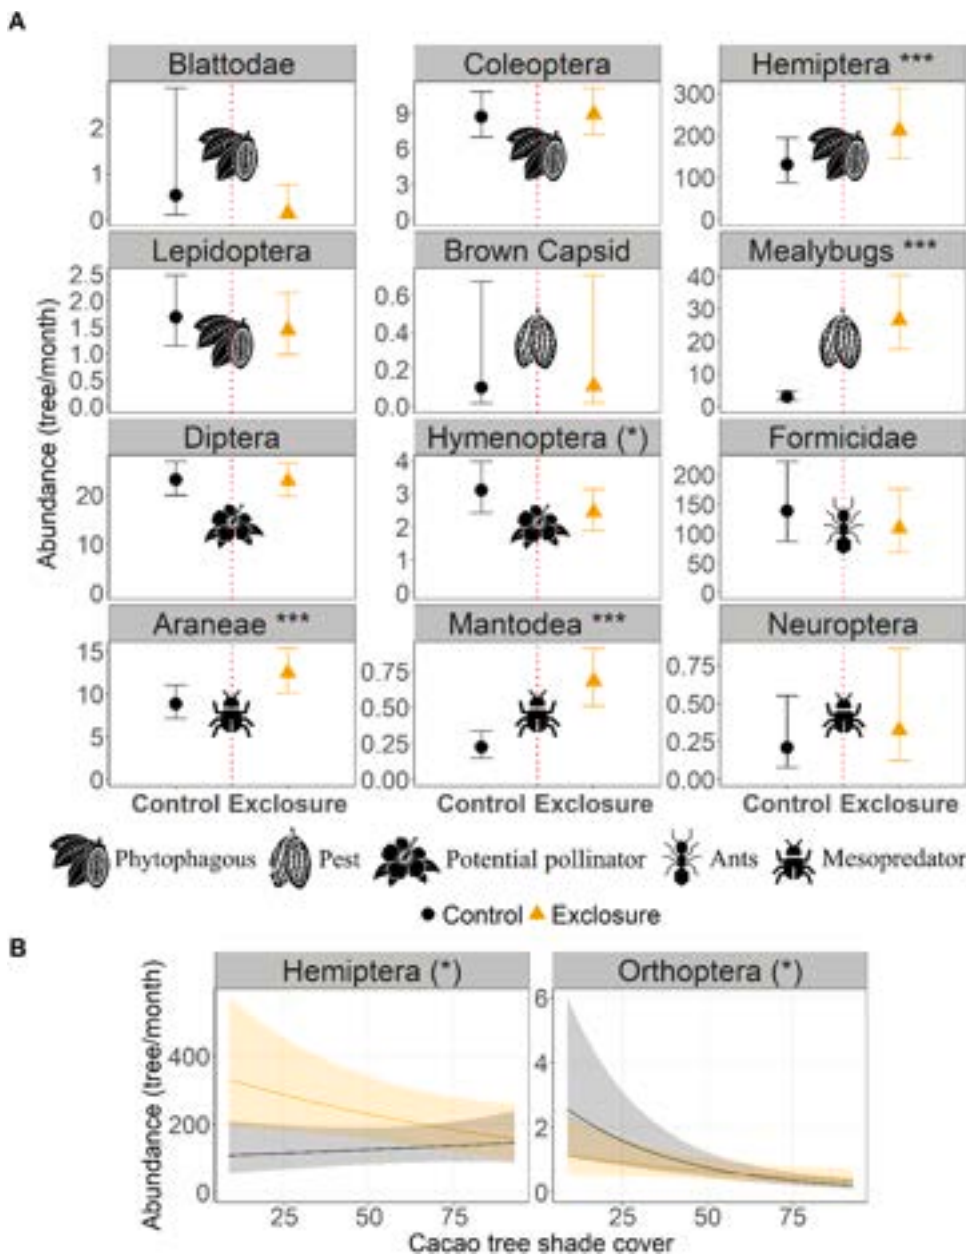 A
Blattodae
Coleoptera
Hemiptera ***
2
1
0
9
6
3
0
300
200
100
0
Lepidoptera
Brown Capsid
Mealybugs ***
2.5
2.0
1.5
1.0
0.5
0.0
0.6
0.4
0.2
0.0
40
30
20
10
0
Abundance (tree/month)
Diptera
Hymenoptera (*)
Formicidae
20
10
0
4
3
2
1
0
200
150
100
50
0
Araneae ***
Mantodea ***
Neuroptera
15
10
5
0
0.75
0.50
0.25
0.00
0.75
0.50
0.25
0.00
Control Exclosure
Control Exclosure
Control Exclosure
Phytophagous
Pest
Potential pollinator
Ants
Mesopredator
Control
Exclosure
B
Hemiptera (*)
Orthoptera (*)
Abundance (tree/month)
400
200
0
6
4
2
0
25 50 75
25 50 75
Cacao tree shade cover